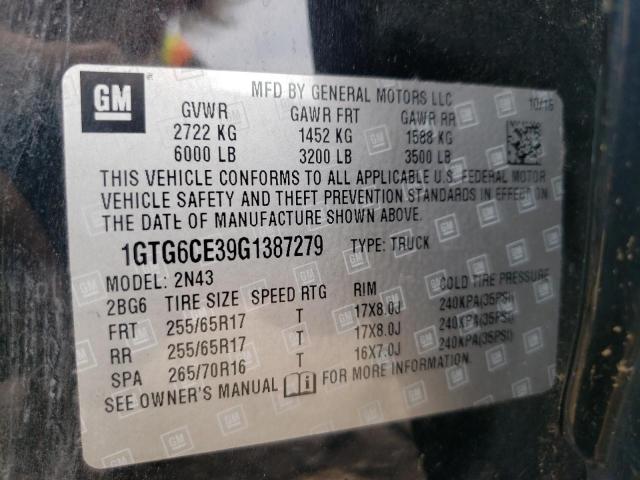 GM
MFD BY GENERAL MOTORS LLC
10/15
GVWR GAWR FRT GAWR RR
2722 KG 1452 KG 1588 KG
6000 LB 3200 LB 3500 LB
THIS VEHICLE CONFORMS TO ALL APPLICABLE U.S. FEDERAL MOTOR
VEHICLE SAFETY AND THEFT PREVENTION STANDARDS IN EFFECT ON
THE DATE OF MANUFACTURE SHOWN ABOVE.
1GTG6CE39G1387279 TYPE: TRUCK
MODEL: 2N43
2BG6 TIRE SIZE SPEED RTG RIM COLD TIRE PRESSURE
FRT 255/65R17 T 17X8.0J 240KPA(35PSI)
RR 255/65R17 T 17X8.0J 240KPA(35PSI)
SPA 265/70R16 T 16X7.0J 240KPA(35PSI)
SEE OWNER'S MANUAL FOR MORE INFORMATION.